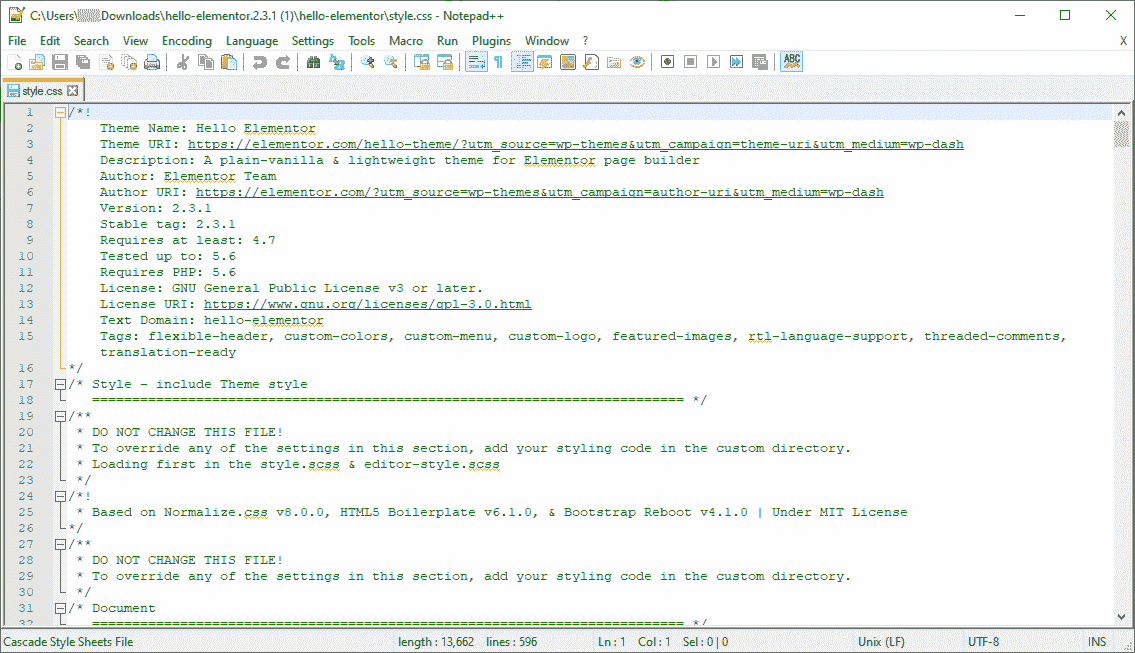 C:\Users\ Downloads\hello-elementor.2.3.1 (1)\hello-elementor\style.css - Notepad++
File Edit Search View Encoding Language Settings Tools Macro Run Plugins Window ? X
ABC
style.css
1 /*!
2 Theme Name: Hello Elementor
3 Theme URI: https://elementor.com/hello-theme/?utm_source=wp-themes&utm_campaign=theme-uri&utm_medium=wp-dash
4 Description: A plain-vanilla & lightweight theme for Elementor page builder
5 Author: Elementor Team
6 Author URI: https://elementor.com/?utm_source=wp-themes&utm_campaign=author-uri&utm_medium=wp-dash
7 Version: 2.3.1
8 Stable tag: 2.3.1
9 Requires at least: 4.7
10 Tested up to: 5.6
11 Requires PHP: 5.6
12 License: GNU General Public License v3 or later.
13 License URI: https://www.gnu.org/licenses/gpl-3.0.html
14 Text Domain: hello-elementor
15 Tags: flexible-header, custom-colors, custom-menu, custom-logo, featured-images, rtl-language-support, threaded-comments,
translation-ready
16 */
17 /* Style - include Theme style
18 ========================================================================== */
19 /**
20 * DO NOT CHANGE THIS FILE!
21 * To override any of the settings in this section, add your styling code in the custom directory.
22 * Loading first in the style.scss & editor-style.scss
23 */
24 /*!
25 * Based on Normalize.css v8.0.0, HTML5 Boilerplate v6.1.0, & Bootstrap Reboot v4.1.0 | Under MIT License
26 */
27 /**
28 * DO NOT CHANGE THIS FILE!
29 * To override any of the settings in this section, add your styling code in the custom directory.
30 */
31 /* Document
32 ========================================================================== */
Cascade Style Sheets File length : 13,662 lines : 596 Ln : 1 Col : 1 Sel : 0 | 0 Unix (LF) UTF-8 INS